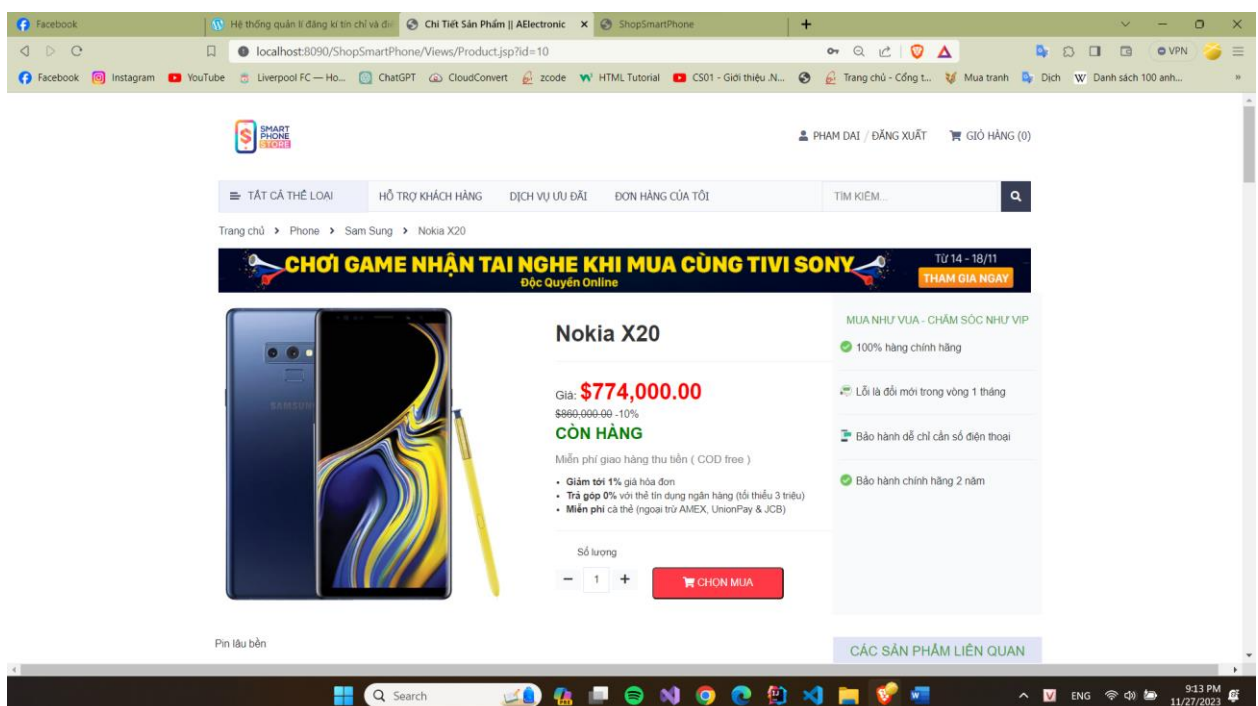 Facebook
Hệ thống quản lí đăng kí tín chỉ và điể
Chi Tiết Sản Phẩm || AElectronic
ShopSmartPhone
localhost:8090/ShopSmartPhone/Views/Product.jsp?id=10
VPN
Facebook Instagram YouTube Liverpool FC — Ho... ChatGPT CloudConvert zcode HTML Tutorial CS01 - Giới thiệu .N... Trang chủ - Cổng t... Mua tranh Dịch Danh sách 100 anh... »
SMART
PHONE
STORE
PHAM DAI / ĐĂNG XUẤT GIỎ HÀNG (0)
TẤT CẢ THỂ LOẠI HỖ TRỢ KHÁCH HÀNG DỊCH VỤ ƯU ĐÃI ĐƠN HÀNG CỦA TÔI TÌM KIẾM...
Trang chủ > Phone > Sam Sung > Nokia X20
CHƠI GAME NHẬN TAI NGHE KHI MUA CÙNG TIVI SONY
Độc Quyền Online
Từ 14 - 18/11
THAM GIA NGAY
SAMSUNG
Nokia X20
Giá: $774,000.00
$860,000.00 -10%
CÒN HÀNG
Miễn phí giao hàng thu tiền ( COD free )
• Giảm tới 1% giá hóa đơn
• Trả góp 0% với thẻ tín dụng ngân hàng (tối thiểu 3 triệu)
• Miễn phí cà thẻ (ngoại trừ AMEX, UnionPay & JCB)
Số lượng
− 1 + CHỌN MUA
MUA NHƯ VUA - CHĂM SÓC NHƯ VIP
100% hàng chính hãng
Lỗi là đổi mới trong vòng 1 tháng
Bảo hành dễ chỉ cần số điện thoại
Bảo hành chính hãng 2 năm
Pin lâu bền
CÁC SẢN PHẨM LIÊN QUAN
Search
ENG
9:13 PM
11/27/2023